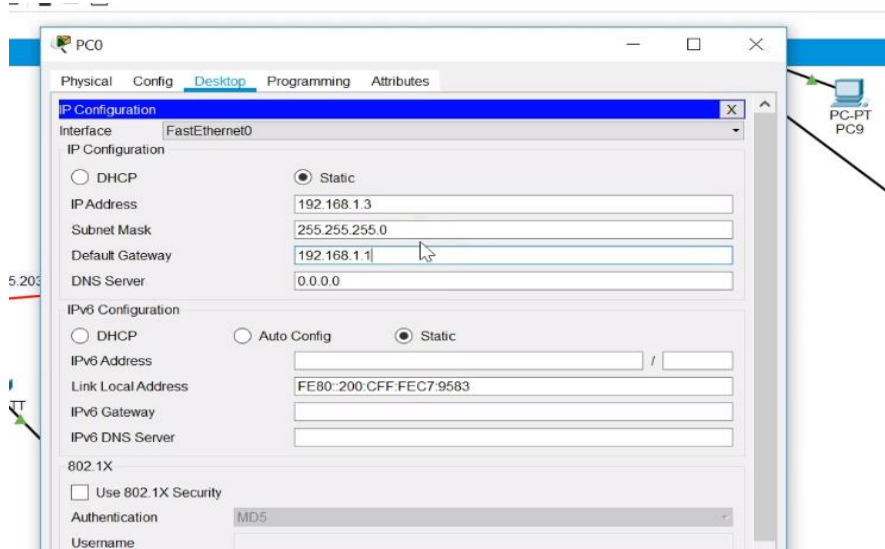 PC0
Physical Config Desktop Programming Attributes
IP Configuration X
Interface FastEthernet0
IP Configuration
DHCP Static
IP Address 192.168.1.3
Subnet Mask 255.255.255.0
Default Gateway 192.168.1.1
DNS Server 0.0.0.0
IPv6 Configuration
DHCP Auto Config Static
IPv6 Address /
Link Local Address FE80::200:CFF:FEC7:9583
IPv6 Gateway
IPv6 DNS Server
802.1X
Use 802.1X Security
Authentication MD5
Username
PC-PT
PC9
5.203